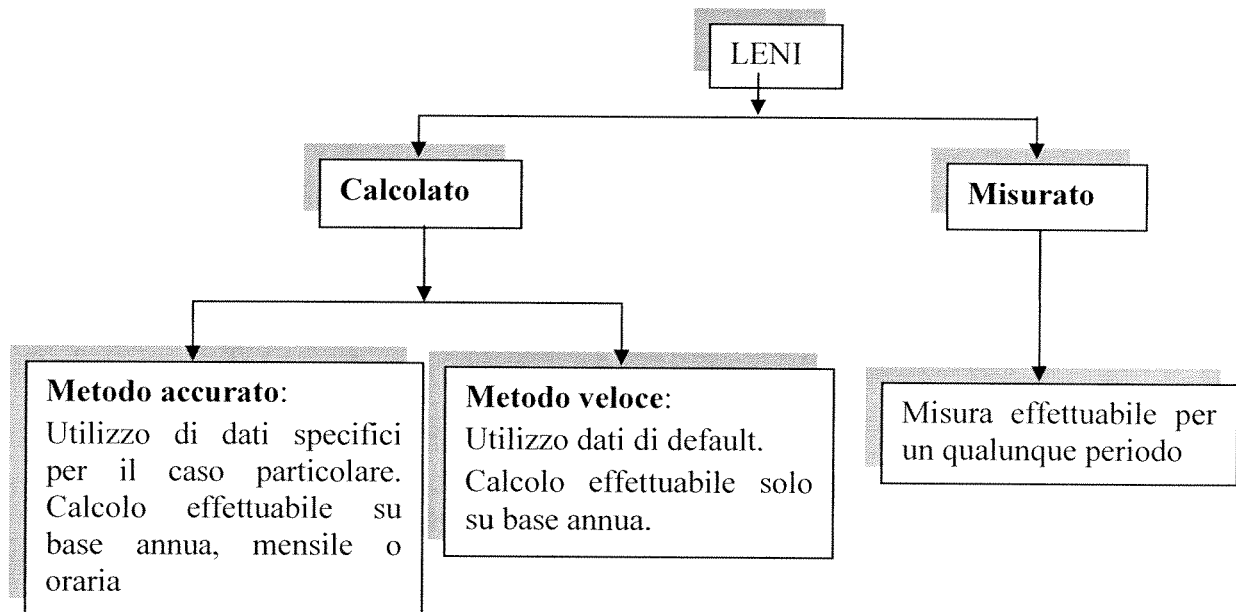 LENI
Calcolato
Misurato
Metodo accurato:
Utilizzo di dati specifici
per il caso particolare.
Calcolo effettuabile su
base annua, mensile o
oraria
Metodo veloce:
Utilizzo dati di default.
Calcolo effettuabile solo
su base annua.
Misura effettuabile per
un qualunque periodo